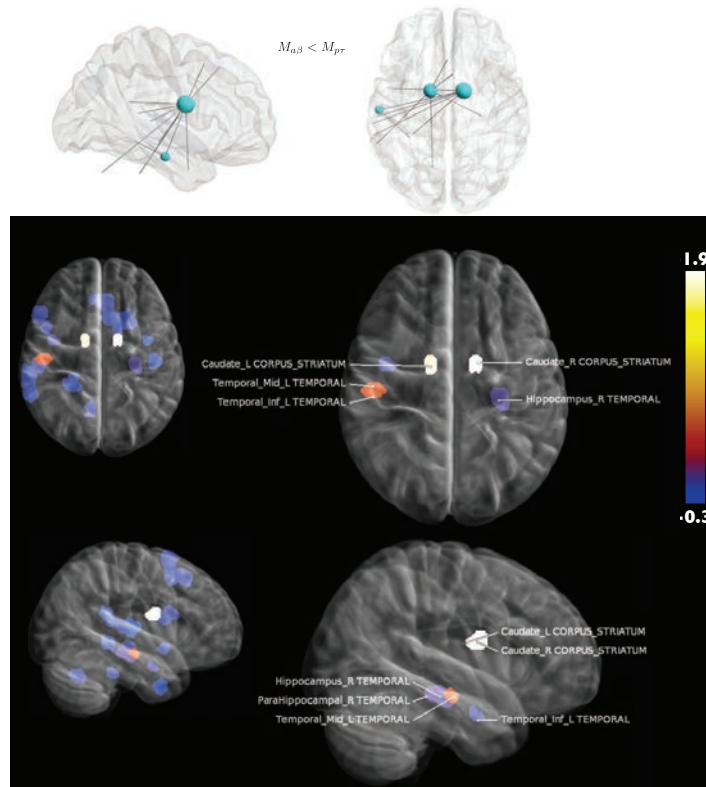 M_{aβ} < M_{pτ}
1.9
Caudate_L CORPUS_STRIATUM
Caudate_R CORPUS_STRIATUM
Temporal_Mid_L TEMPORAL
Temporal_Inf_L TEMPORAL
Hippocampus_R TEMPORAL
-0.3
Caudate_L CORPUS_STRIATUM
Caudate_R CORPUS_STRIATUM
Hippocampus_R TEMPORAL
ParaHippocampal_R TEMPORAL
Temporal_Mid_L TEMPORAL
Temporal_Inf_L TEMPORAL